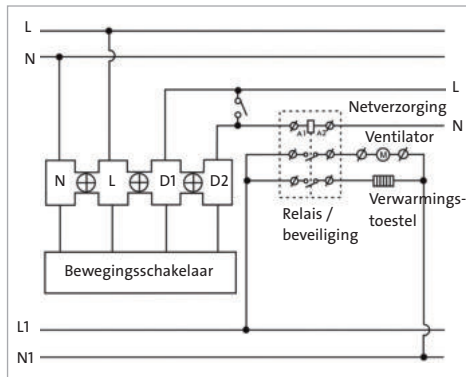 L
N
L
Netverzorging
N
A1 A2
Ventilator
M
N L D1 D2
Verwarmings-
toestel
Relais /
beveiliging
Bewegingsschakelaar
L1
N1